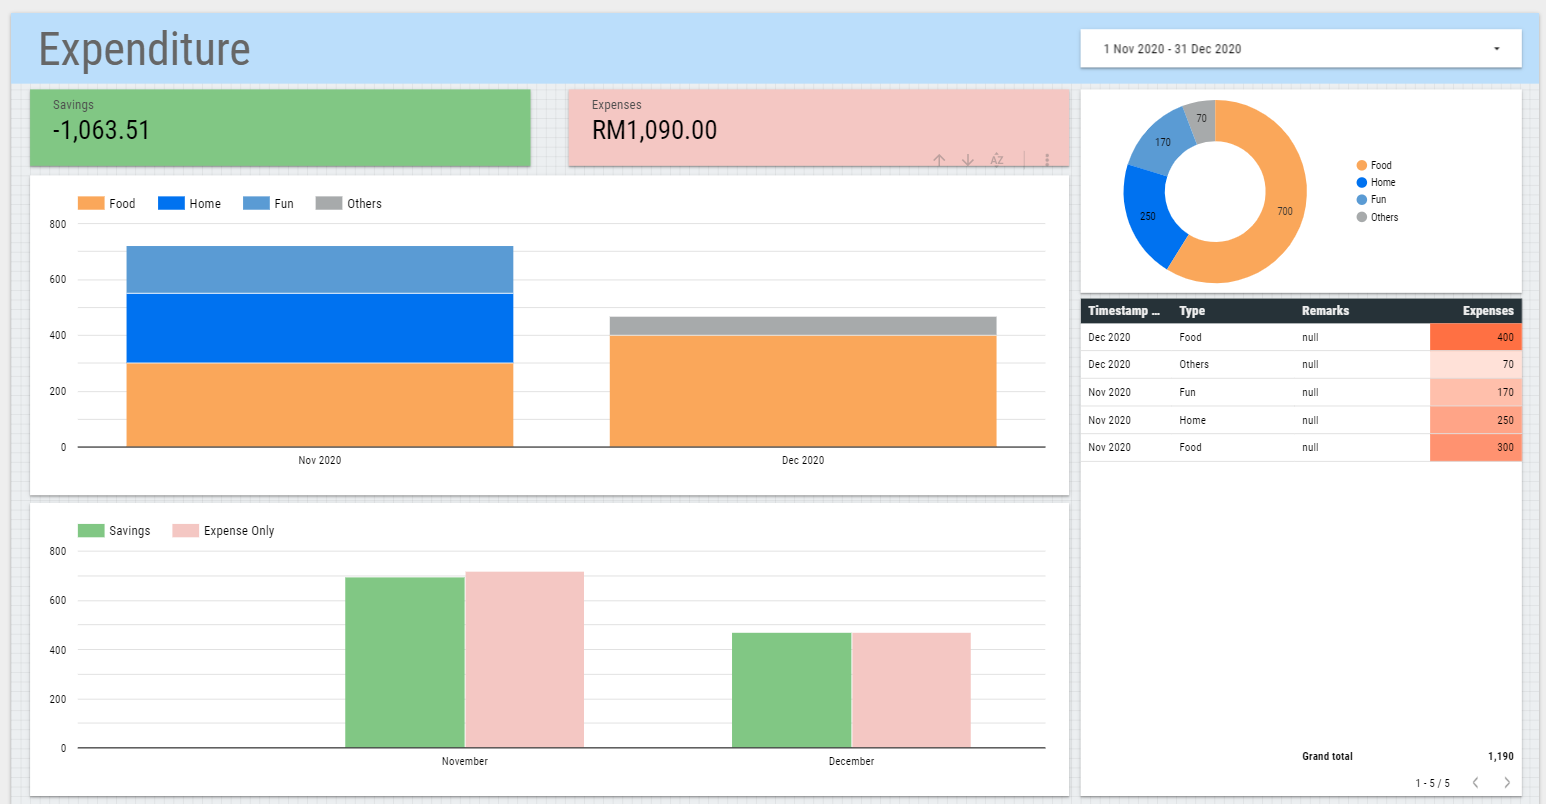 Expenditure
1 Nov 2020 - 31 Dec 2020
Savings
-1,063.51
Expenses
RM1,090.00
AZ
Food Home Fun Others
800
600
400
200
0
Nov 2020 Dec 2020
Savings Expense Only
800
600
400
200
0
November December
70
170
250
700
Food
Home
Fun
Others
Timestamp ... Type Remarks Expenses
Dec 2020 Food null 400
Dec 2020 Others null 70
Nov 2020 Fun null 170
Nov 2020 Home null 250
Nov 2020 Food null 300
Grand total 1,190
1 - 5 / 5